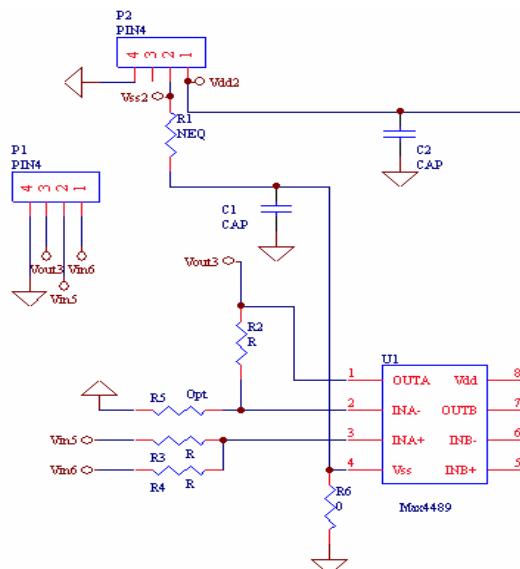 P2
PIN4
4 3 2 1
Vss2
Vdd2
R1
NEQ
C2
CAP
P1
PIN4
4 3 2 1
C1
CAP
Vout3
Vin6
Vin5
Vout3
R2
R
U1
1 OUTA Vdd 8
2 INA- OUTB 7
3 INA+ INB- 6
4 Vss INB+ 5
R5 Opt
Vin5
R3 R
Vin6
R4 R
R6
0
Max4489